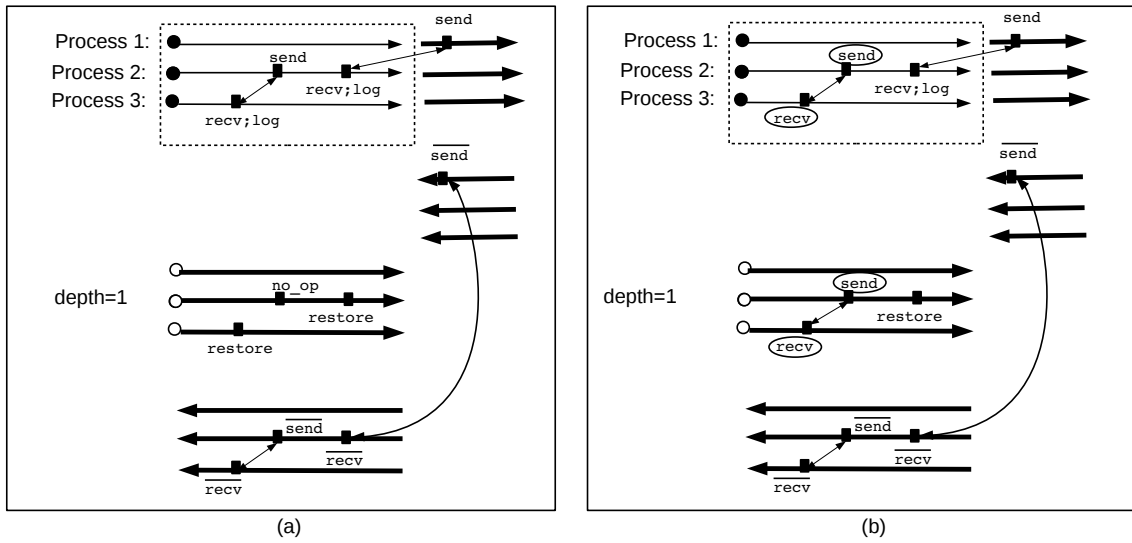 send
Process 1:
send
Process 2:
recv;log
Process 3:
recv;log
send
depth=1
no_op
restore
restore
send
recv
recv
(a)
send
Process 1:
send
Process 2:
recv;log
Process 3:
recv
send
depth=1
send
restore
recv
send
recv
recv
(b)